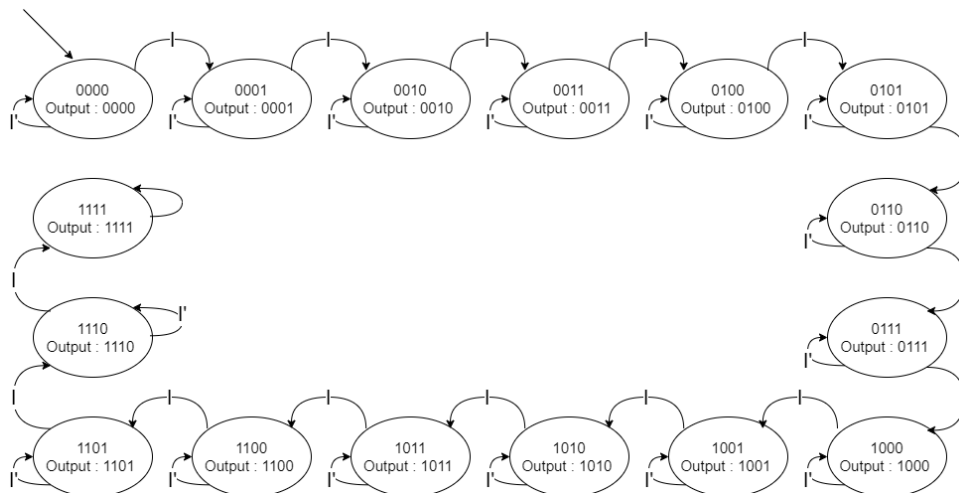 I I I I I
0000 0001 0010 0011 0100 0101
Output : 0000 Output : 0001 Output : 0010 Output : 0011 Output : 0100 Output : 0101
I' I' I' I' I' I'
1111 0110
Output : 1111 Output : 0110
I'
I
I'
1110 0111
Output : 1110 Output : 0111
I'
I
I I I I I
1101 1100 1011 1010 1001 1000
Output : 1101 Output : 1100 Output : 1011 Output : 1010 Output : 1001 Output : 1000
I' I' I' I' I' I'